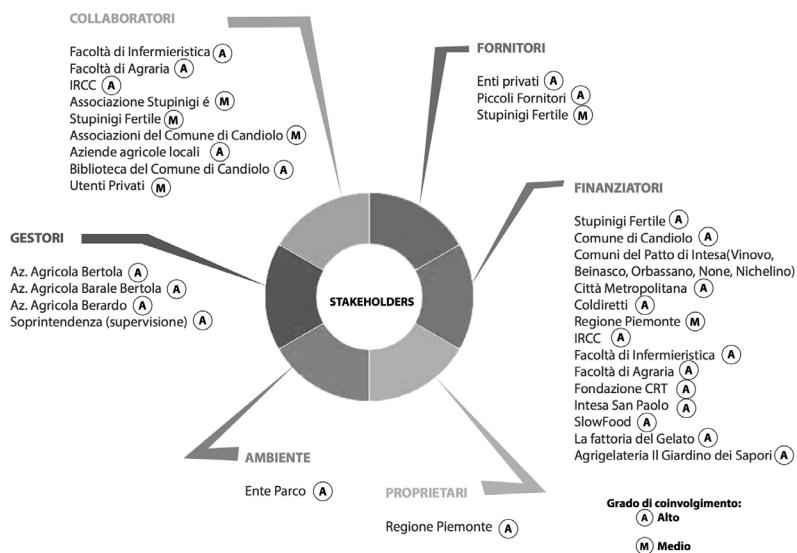 COLLABORATORI
Facoltà di Infermieristica A
Facoltà di Agraria A
IRCC A
Associazione Stupinigi é M
Stupinigi Fertile M
Associazioni del Comune di Candiolo M
Aziende agricole locali A
Biblioteca del Comune di Candiolo A
Utenti Privati M
FORNITORI
Enti privati A
Piccoli Fornitori A
Stupinigi Fertile M
FINANZIATORI
Stupinigi Fertile A
Comune di Candiolo A
Comuni del Patto di Intesa(Vinovo,
Beinasco, Orbassano, None, Nichelino)
Città Metropolitana A
Coldiretti A
Regione Piemonte M
IRCC A
Facoltà di Infermieristica A
Facoltà di Agraria A
Fondazione CRT A
Intesa San Paolo A
SlowFood A
La fattoria del Gelato A
Agrigelateria Il Giardino dei Sapori A
GESTORI
Az. Agricola Bertola A
Az. Agricola Barale Bertola A
Az. Agricola Berardo A
Soprintendenza (supervisione) A
STAKEHOLDERS
AMBIENTE
Ente Parco A
PROPRIETARI
Regione Piemonte A
Grado di coinvolgimento:
A Alto
M Medio